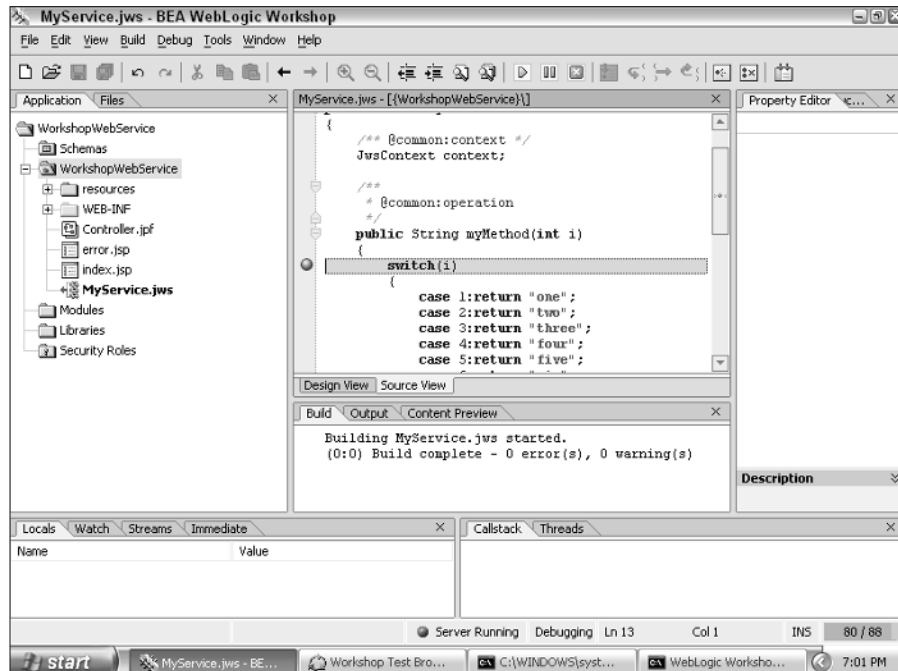 MyService.jws - BEA WebLogic Workshop
File Edit View Build Debug Tools Window Help
Application Files
WorkshopWebService
Schemas
WorkshopWebService
resources
WEB-INF
Controller.jpf
error.jsp
index.jsp
MyService.jws
Modules
Libraries
Security Roles
MyService.jws - [{WorkshopWebService}\]
{
/** @common:context */
JwsContext context;
/**
* @common:operation
*/
public String myMethod(int i)
{
switch(i)
{
case 1:return "one";
case 2:return "two";
case 3:return "three";
case 4:return "four";
case 5:return "five";
Design View Source View
Build Output Content Preview
Building MyService.jws started.
(0:0) Build complete - 0 error(s), 0 warning(s)
Property Editor
Description
Locals Watch Streams Immediate
Name Value
Callstack Threads
Server Running Debugging Ln 13 Col 1 INS 80 / 88
start MyService.jws - BE... Workshop Test Bro... C:\WINDOWS\syst... WebLogic Worksho... 7:01 PM